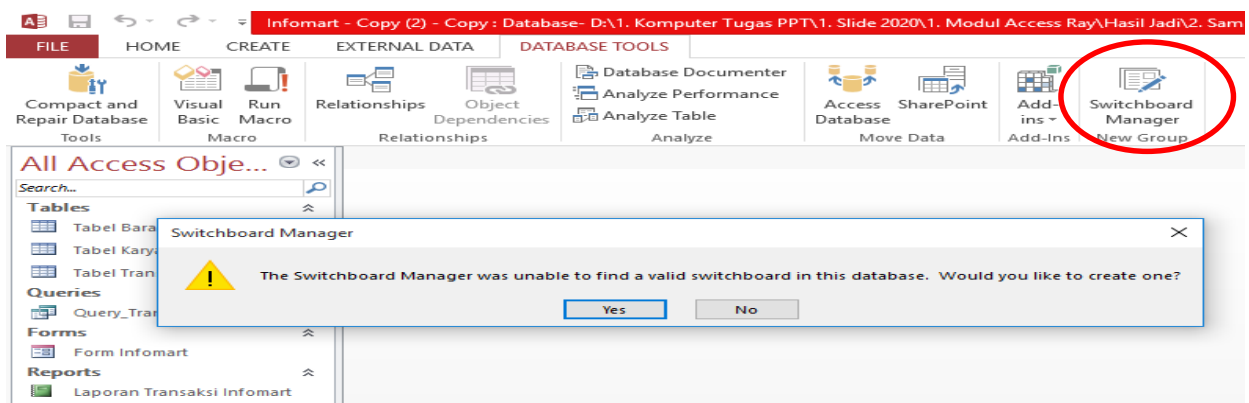 Infomart - Copy (2) - Copy : Database- D:\1. Komputer Tugas PPT\1. Slide 2020\1. Modul Access Ray\Hasil Jadi\2. Sam
FILE HOME CREATE EXTERNAL DATA DATABASE TOOLS
Compact and
Repair Database
Tools
Visual
Basic
Run
Macro
Macro
Relationships
Object
Dependencies
Relationships
Database Documenter
Analyze Performance
Analyze Table
Analyze
Access
Database
SharePoint
Move Data
Add-
ins
Add-Ins
Switchboard
Manager
New Group
All Access Obje...
Search...
Tables
Tabel Bara
Tabel Karya
Tabel Tran
Queries
Query_Tra
Forms
Form Infomart
Reports
Laporan Transaksi Infomart
Switchboard Manager
The Switchboard Manager was unable to find a valid switchboard in this database. Would you like to create one?
Yes
No